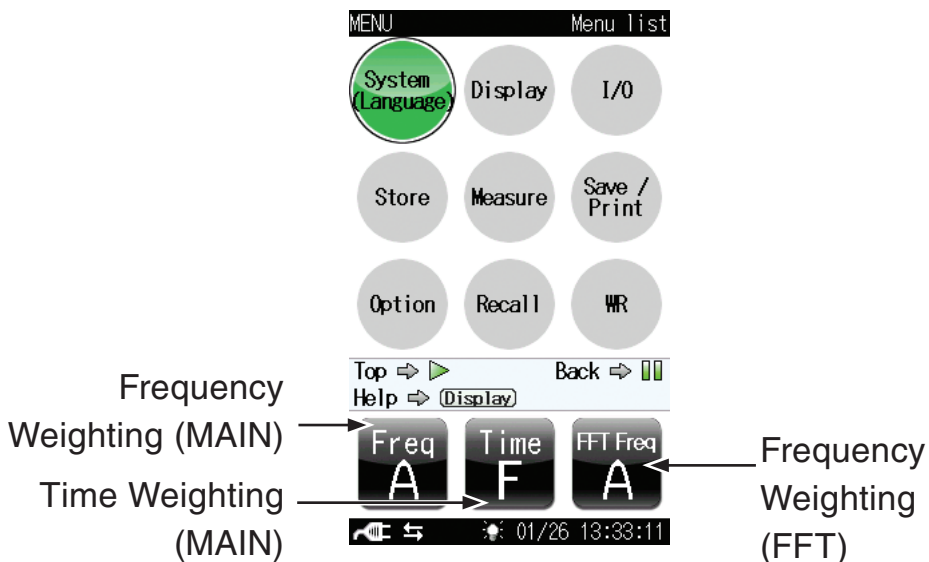 MENU Menu list
System Display I/O
(Language)
Store Measure Save /
Print
Option Recall WR
Top ⇨ ▷ Back ⇨
Help ⇨ (Display)
Frequency
Weighting (MAIN)
Freq Time FFT Freq
A F A
Time Weighting
(MAIN)
Frequency
Weighting
(FFT)
01/26 13:33:11